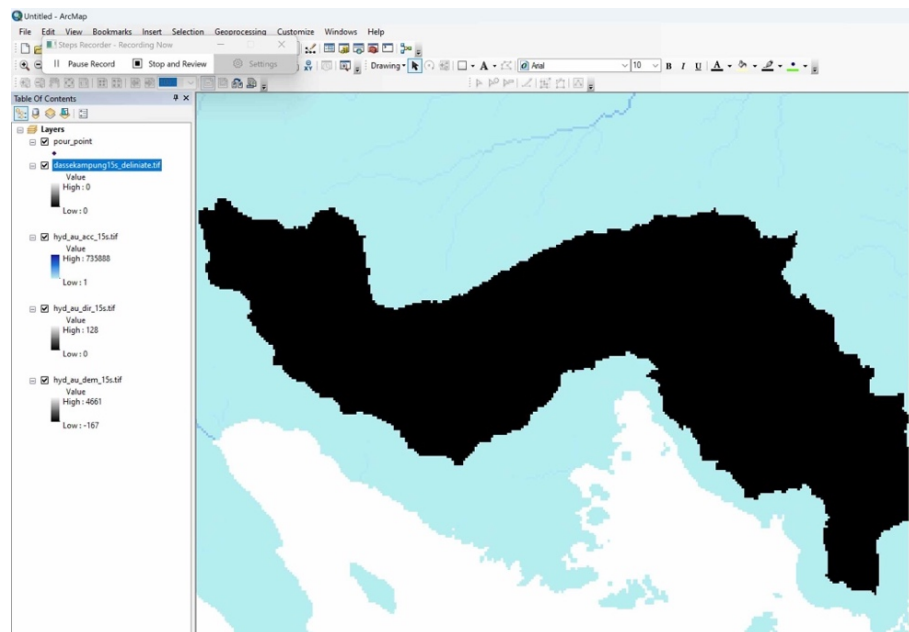 Untitled - ArcMap
File Edit View Bookmarks Insert Selection Geoprocessing Customize Windows Help
Steps Recorder - Recording Now
Pause Record Stop and Review Settings
Drawing Arial 10 B I U A
Table Of Contents
Layers
pour_point
dassekampung15s_deliniate.tif
Value
High : 0
Low : 0
hyd_au_acc_15s.tif
Value
High : 735888
Low : 1
hyd_au_dir_15s.tif
Value
High : 128
Low : 0
hyd_au_dem_15s.tif
Value
High : 4661
Low : -167